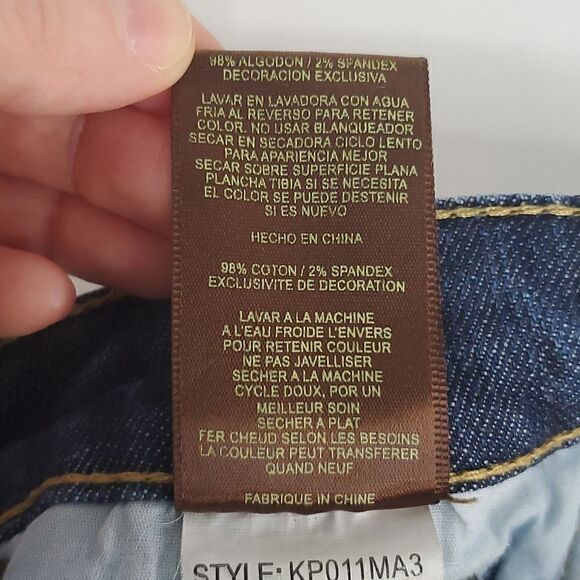 98% ALGODON / 2% SPANDEX
DECORACION EXCLUSIVA
LAVAR EN LAVADORA CON AGUA
FRIA AL REVERSO PARA RETENER
COLOR. NO USAR BLANQUEADOR
SECAR EN SECADORA CICLO LENTO
PARA APARIENCIA MEJOR
SECAR SOBRE SUPERFICIE PLANA
PLANCHA TIBIA SI SE NECESITA
EL COLOR SE PUEDE DESTENIR
SI ES NUEVO
HECHO EN CHINA
98% COTON / 2% SPANDEX
EXCLUSIVITE DE DECORATION
LAVAR A LA MACHINE
A L'EAU FROIDE L'ENVERS
POUR RETENIR COULEUR
NE PAS JAVELLISER
SECHER A LA MACHINE
CYCLE DOUX, POR UN
MEILLEUR SOIN
SECHER A PLAT
FER CHEUD SELON LES BESOINS
LA COULEUR PEUT TRANSFERER
QUAND NEUF
FABRIQUE IN CHINE
STYLE: KP011MA3